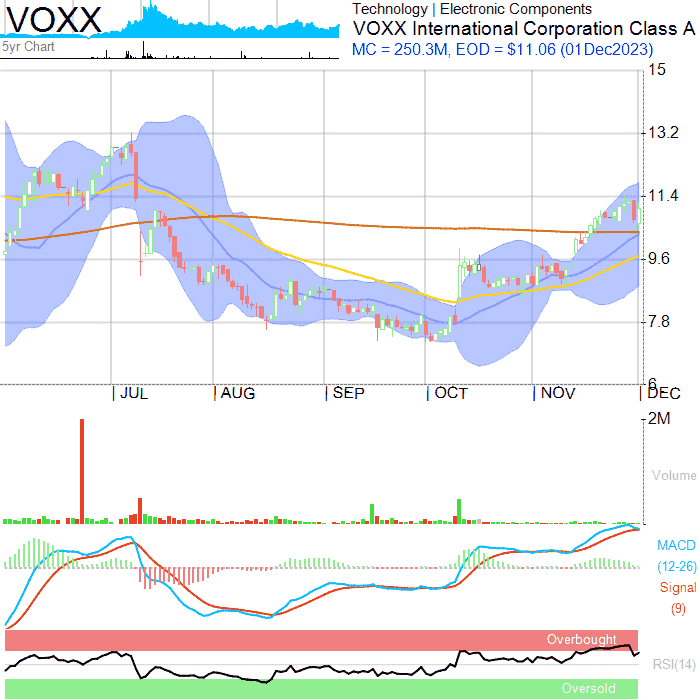 VOXX
5yr Chart
Technology | Electronic Components
VOXX International Corporation Class A
MC = 250.3M, EOD = $11.06 (01Dec2023)
15
13.2
11.4
9.6
7.8
6
JUL AUG SEP OCT NOV DEC
2M
Volume
MACD
(12-26)
Signal
(9)
Overbought
RSI(14)
Oversold